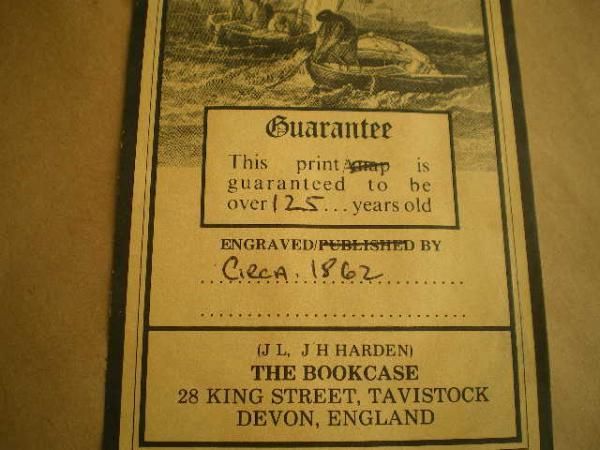 Guarantee
This print/map is
guaranteed to be
over 125... years old
ENGRAVED/PUBLISHED BY
CIRCA. 1862
(J L, J H HARDEN)
THE BOOKCASE
28 KING STREET, TAVISTOCK
DEVON, ENGLAND